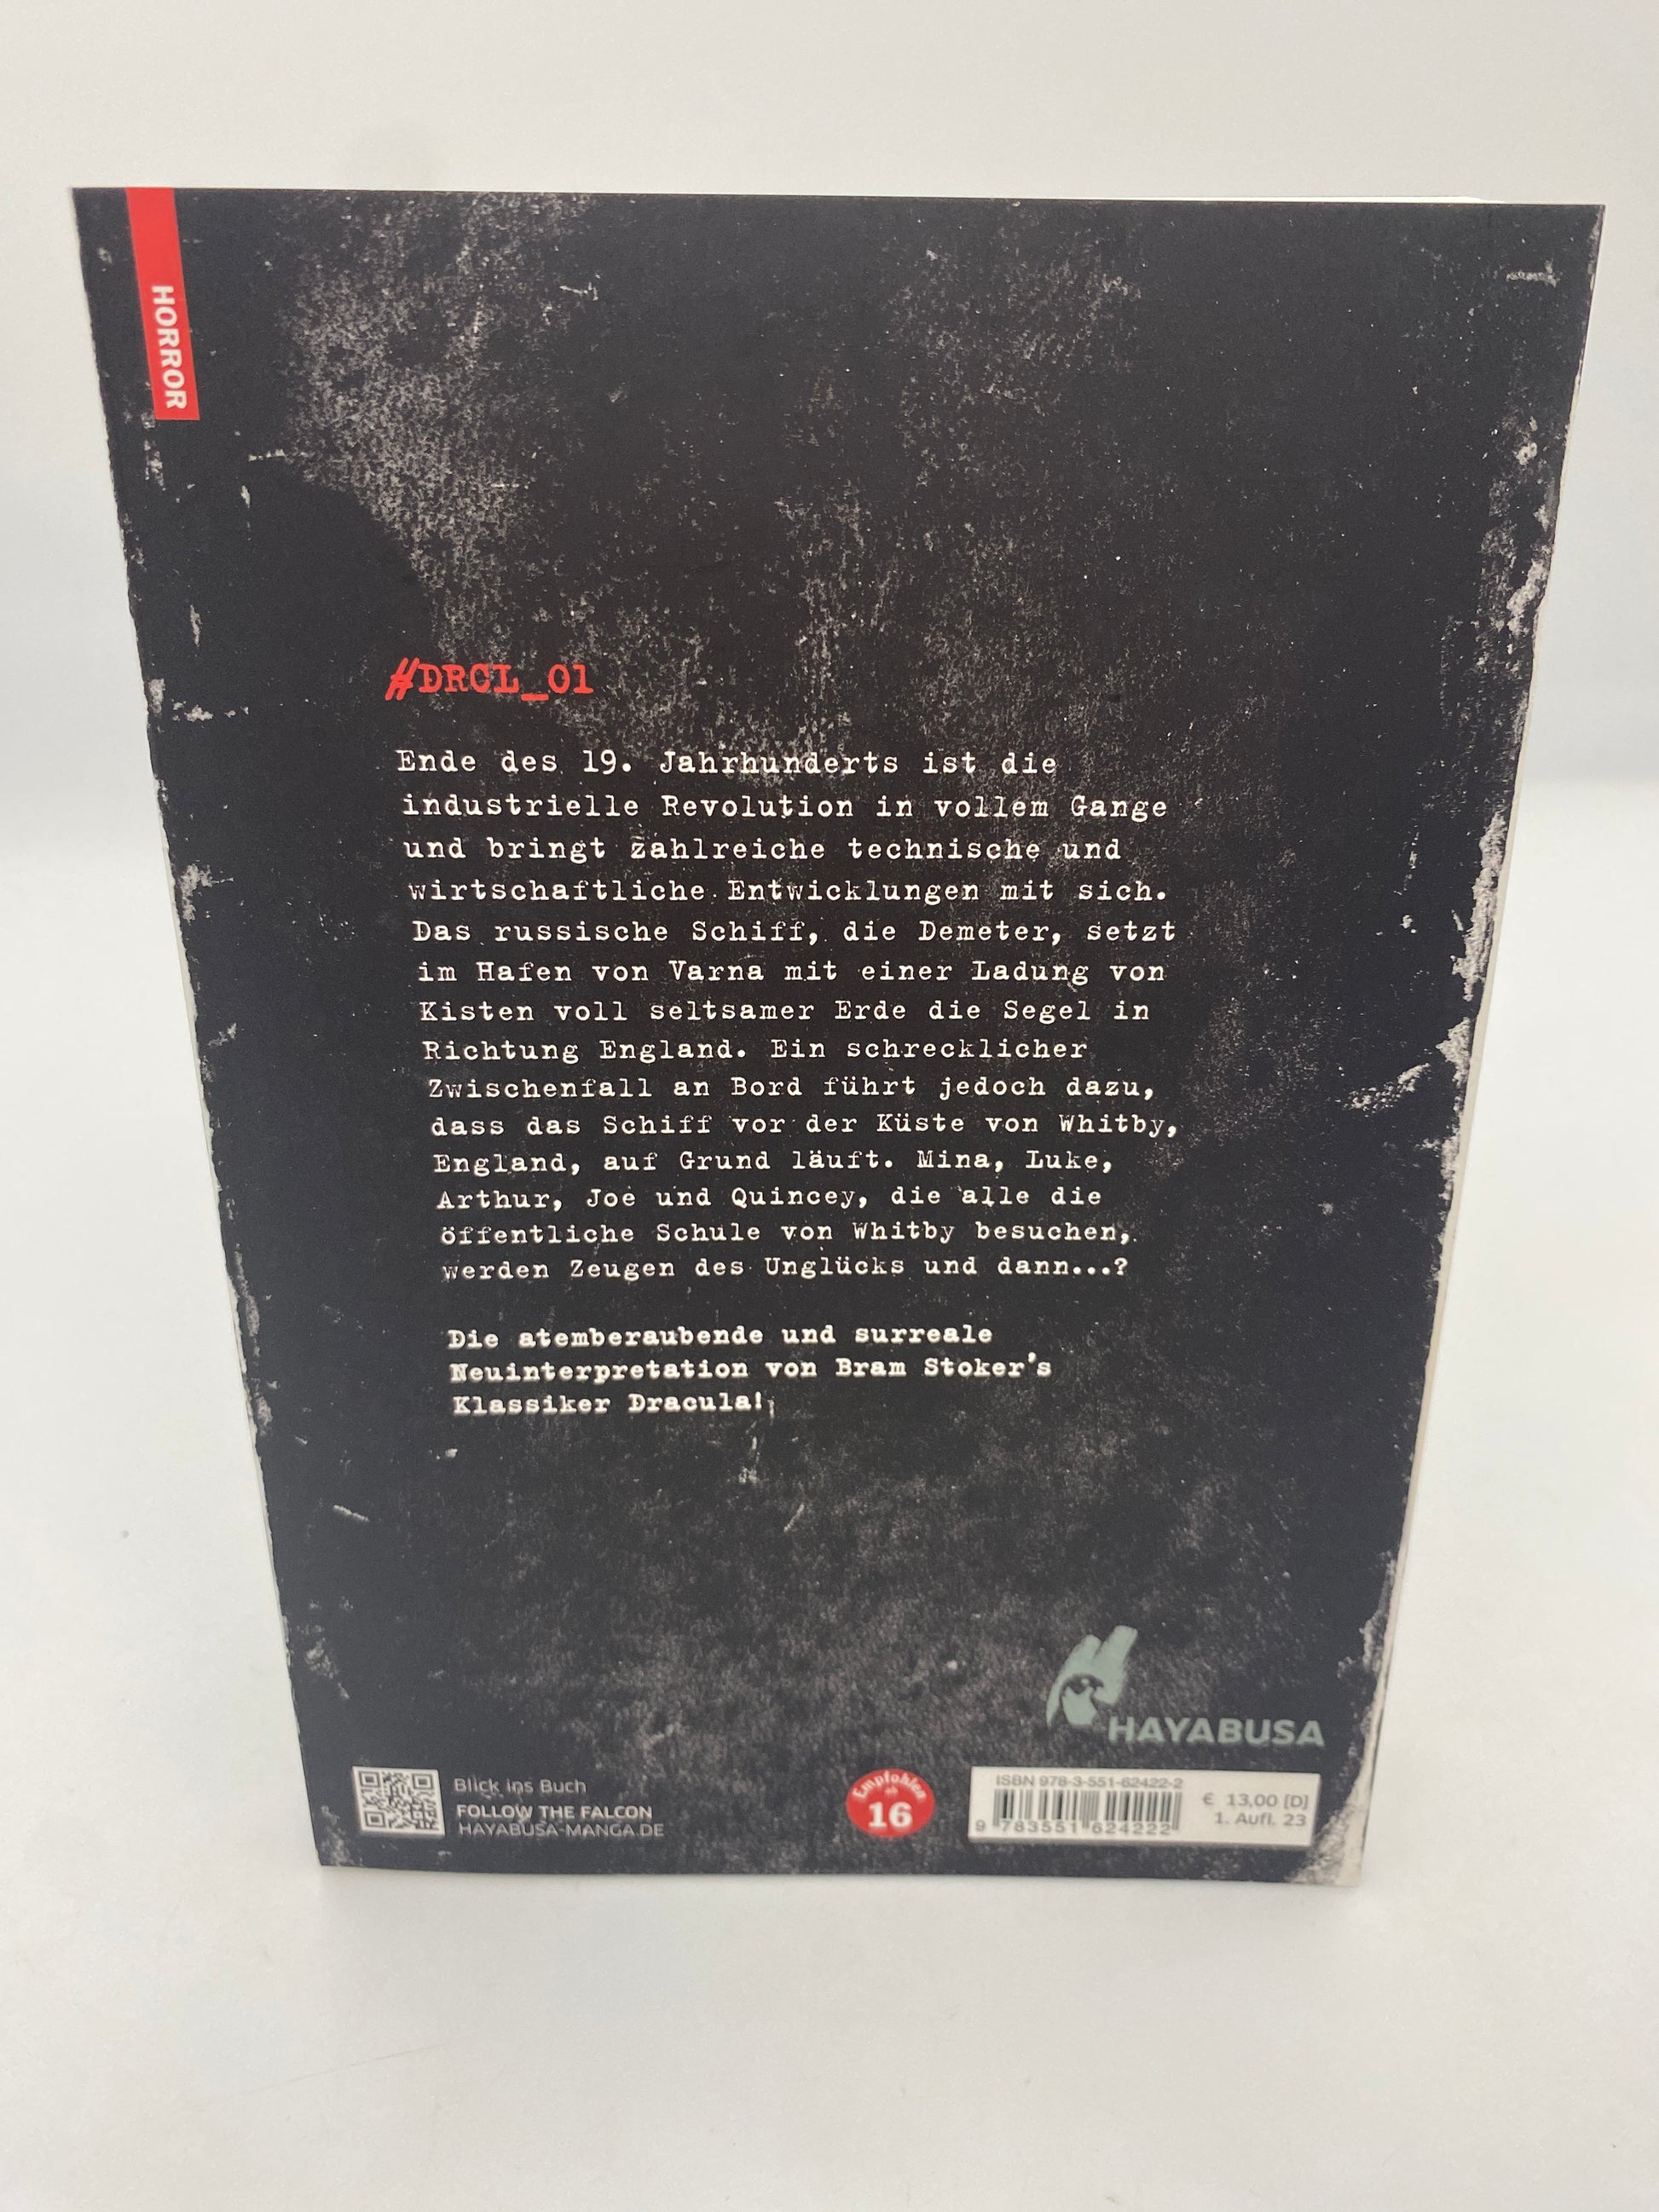 HORROR
#DRCL_01
Ende des 19. Jahrhunderts ist die
industrielle Revolution in vollem Gange
und bringt zahlreiche technische und
wirtschaftliche Entwicklungen mit sich.
Das russische Schiff, die Demeter, setzt
im Hafen von Varna mit einer Ladung von
Kisten voll seltsamer Erde die Segel in
Richtung England. Ein schrecklicher
Zwischenfall an Bord führt jedoch dazu,
dass das Schiff vor der Küste von Whitby,
England, auf Grund läuft. Mina, Luke,
Arthur, Joe und Quincey, die alle die
öffentliche Schule von Whitby besuchen,
werden Zeugen des Unglücks und dann...?
Die atemberaubende und surreale
Neuinterpretation von Bram Stoker's
Klassiker Dracula!
HAYABUSA
Blick ins Buch
FOLLOW THE FALCON
HAYABUSA-MANGA.DE
Empfohlen
ab
16
ISBN 978-3-551-62422-2
9 783551 624222
€ 13,00 [D]
1. Aufl. 23